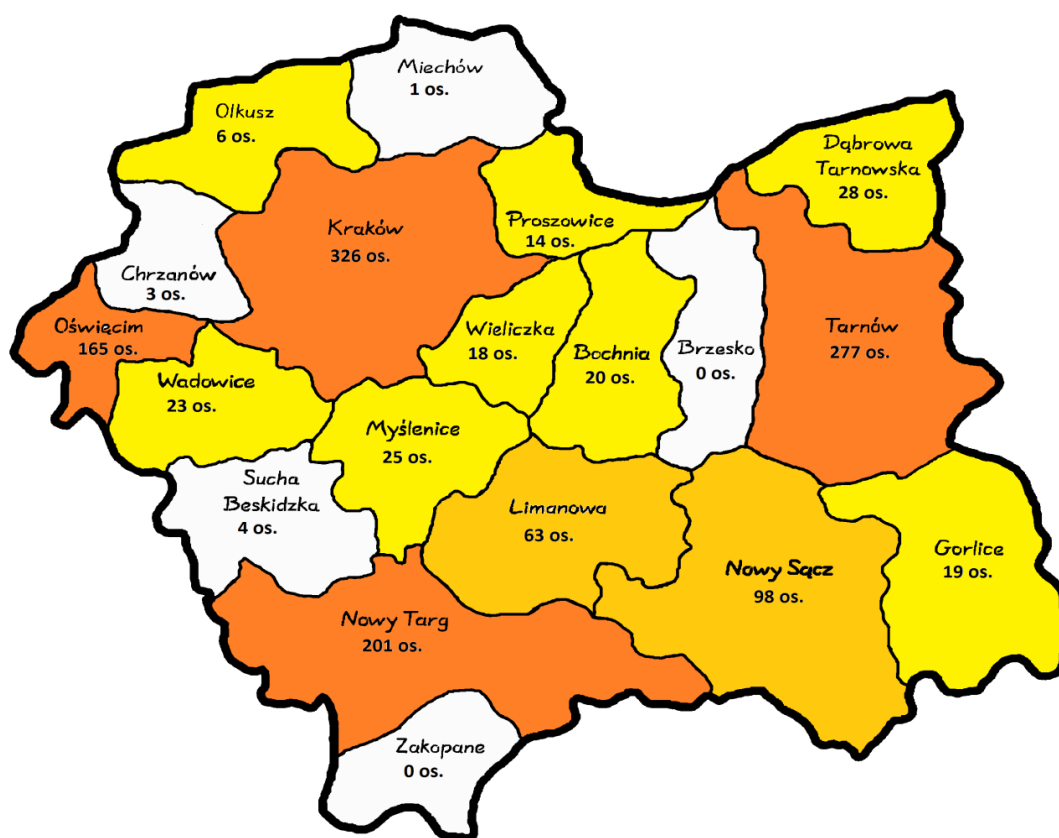 Miechów
1 os.
Olkusz
6 os.
Dąbrowa
Tarnowska
28 os.
Kraków
326 os.
Proszowice
14 os.
Chrzanów
3 os.
Oświęcim
165 os.
Wieliczka
18 os.
Bochnia
20 os.
Brzesko
0 os.
Tarnów
277 os.
Wadowice
23 os.
Myślenice
25 os.
Sucha
Beskidzka
4 os.
Limanowa
63 os.
Nowy Sącz
98 os.
Gorlice
19 os.
Nowy Targ
201 os.
Zakopane
0 os.